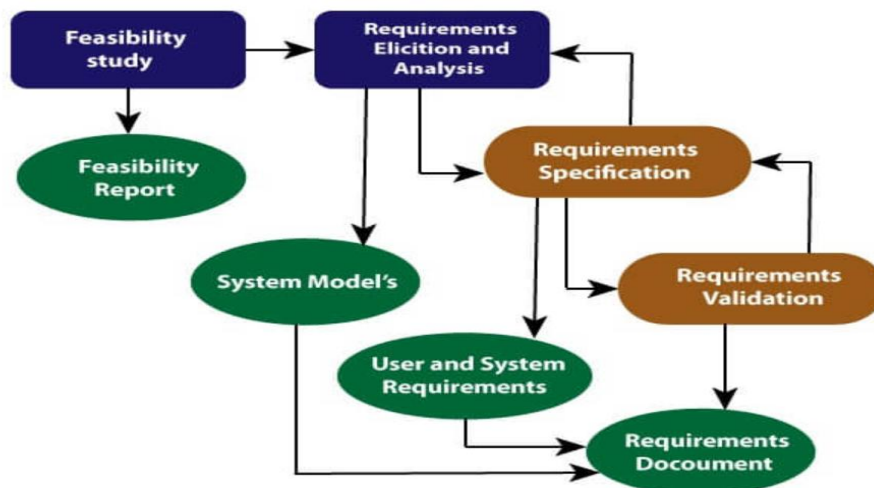 Feasibility
study
Requirements
Elicition and
Analysis
Feasibility
Report
Requirements
Specification
System Model's
Requirements
Validation
User and System
Requirements
Requirements
Docoument